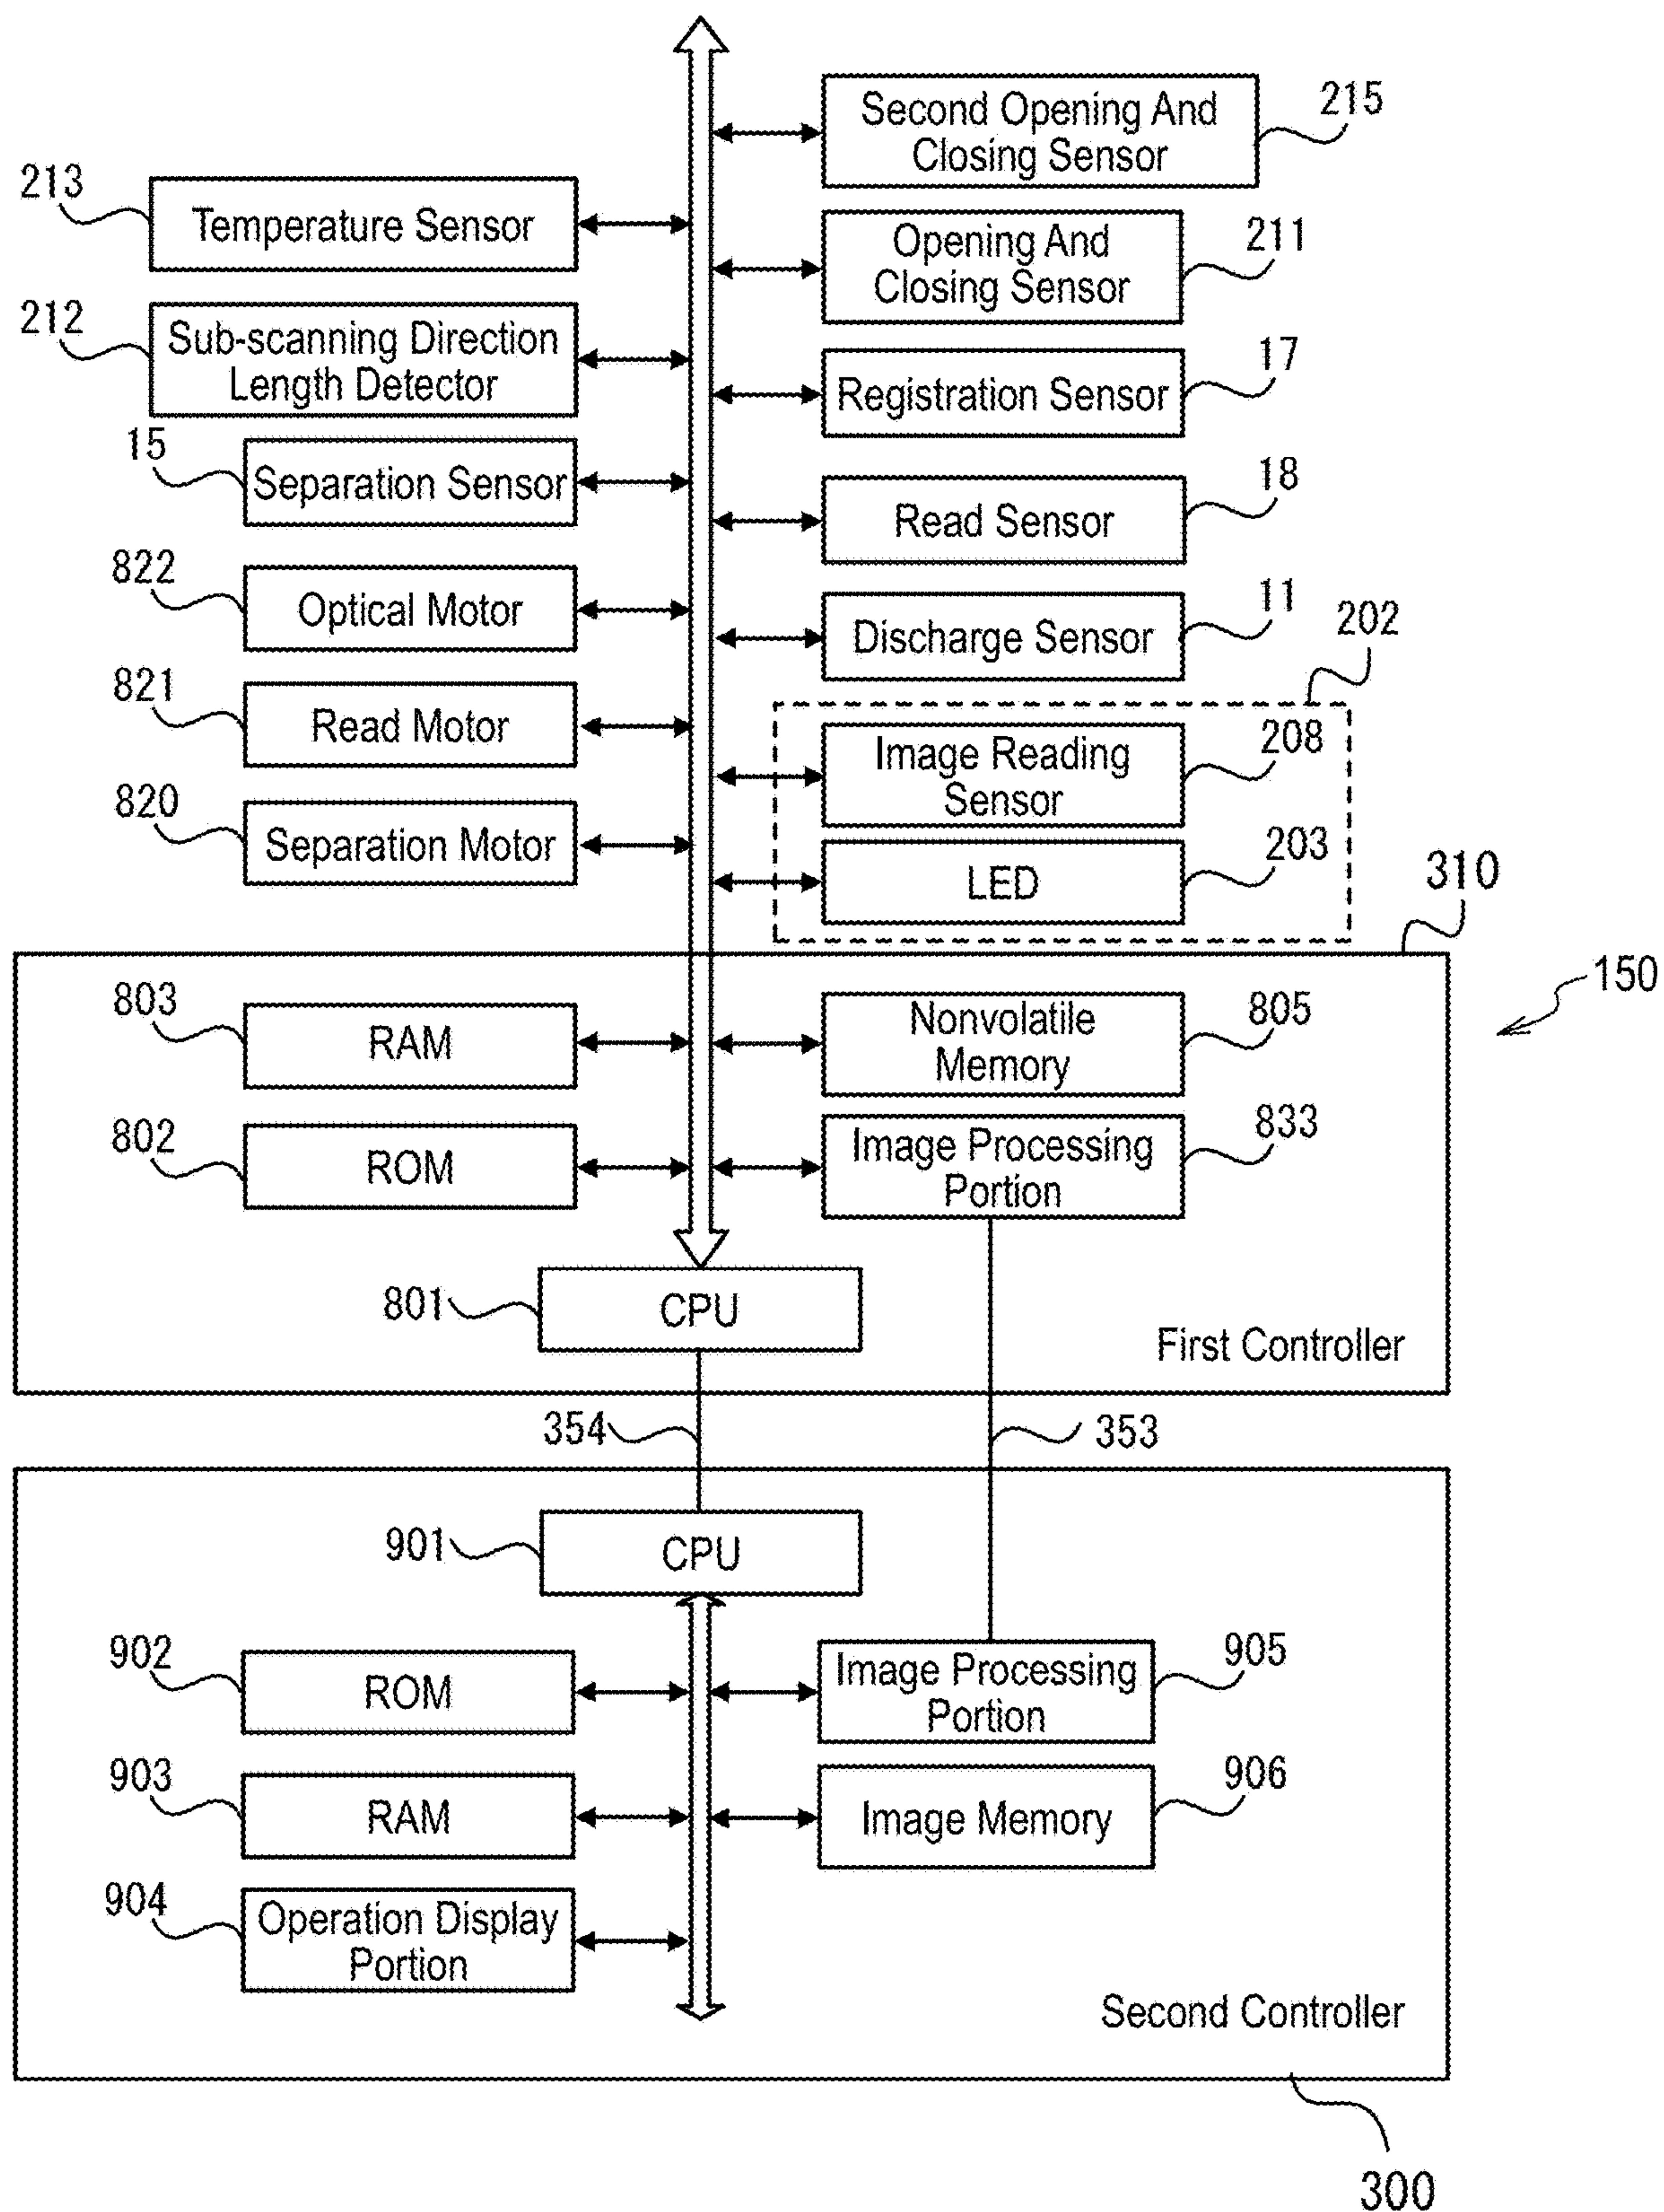 Second Opening And
Closing Sensor
215
213
Temperature Sensor
Opening And
Closing Sensor
211
212
Sub-scanning Direction
Length Detector
Registration Sensor
17
15
Separation Sensor
Read Sensor
18
822
Optical Motor
Discharge Sensor
11
202
821
Read Motor
Image Reading
Sensor
208
820
Separation Motor
LED
203
310
150
803
RAM
Nonvolatile
Memory
805
802
ROM
Image Processing
Portion
833
801
CPU
First Controller
354
353
901
CPU
902
ROM
Image Processing
Portion
905
903
RAM
Image Memory
906
904
Operation Display
Portion
Second Controller
300